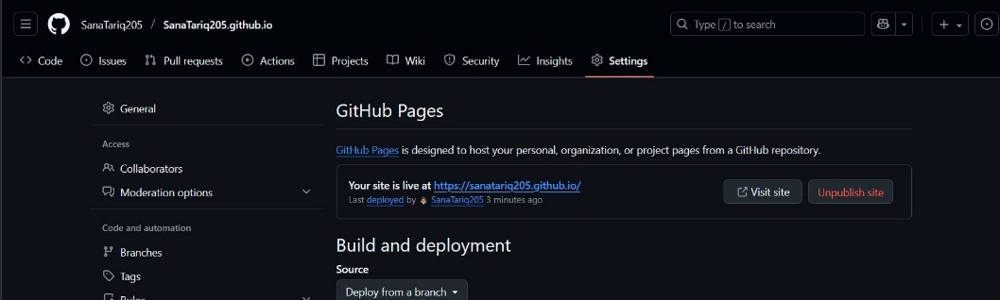 SanaTariq205 / SanaTariq205.github.io
Type / to search
Code
Issues
Pull requests
Actions
Projects
Wiki
Security
Insights
Settings
General
Access
Collaborators
Moderation options
Code and automation
Branches
Tags
Rules
GitHub Pages
GitHub Pages is designed to host your personal, organization, or project pages from a GitHub repository.
Your site is live at https://sanatariq205.github.io/
Last deployed by SanaTariq205 3 minutes ago
Visit site
Unpublish site
Build and deployment
Source
Deploy from a branch